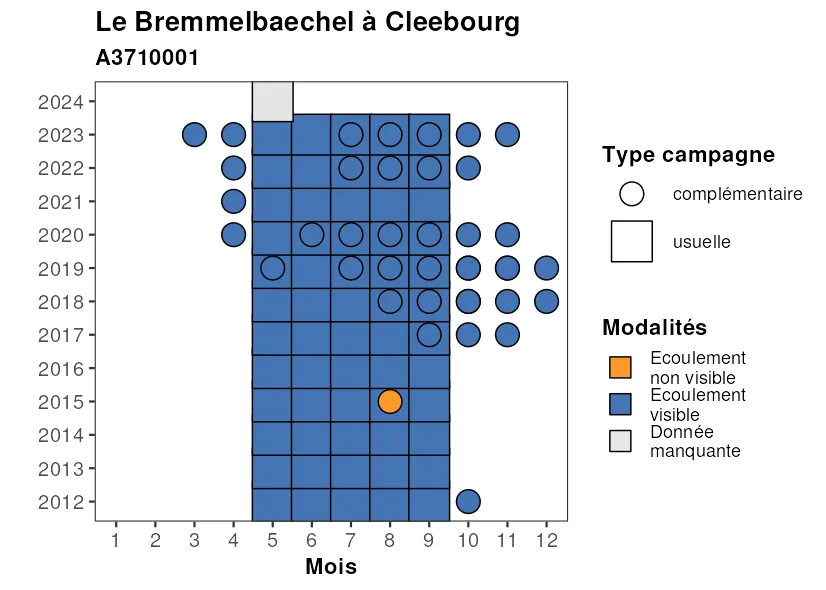 Le Bremmelbaechel à Cleebourg
A3710001
2024
2023
2022
2021
2020
2019
2018
2017
2016
2015
2014
2013
2012
1 2 3 4 5 6 7 8 9 10 11 12
Mois
Type campagne
complémentaire
usuelle
Modalités
Ecoulement
non visible
Ecoulement
visible
Donnée
manquante